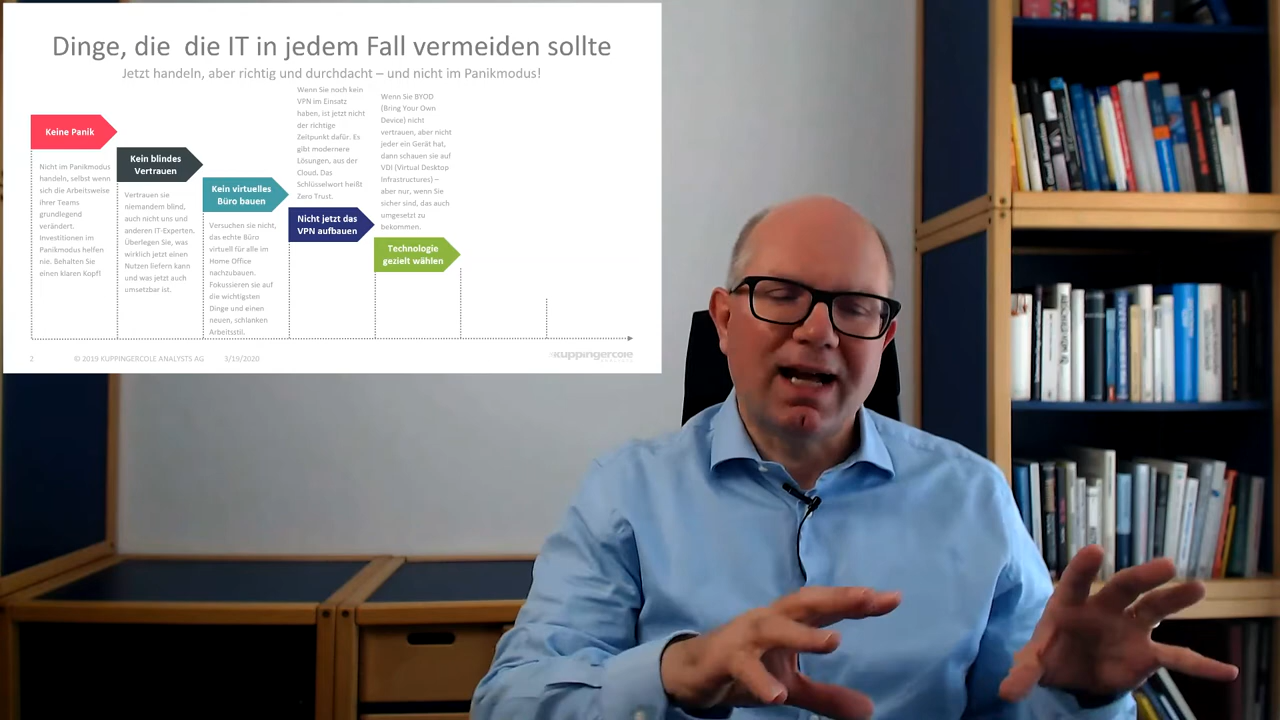 Dinge, die die IT in jedem Fall vermeiden sollte
Jetzt handeln, aber richtig und durchdacht – und nicht im Panikmodus!
Keine Panik
Nicht im Panikmodus
handeln, selbst wenn
sich die Arbeitsweise
ihrer Teams
grundlegend
verändert.
Investitionen im
Panikmodus helfen
nie. Behalten Sie
einen klaren Kopf!
Kein blindes
Vertrauen
Vertrauen sie
niemandem blind,
auch nicht uns und
anderen IT-Experten.
Überlegen Sie, was
wirklich jetzt einen
Nutzen liefern kann
und was jetzt auch
umsetzbar ist.
Kein virtuelles
Büro bauen
Versuchen sie nicht,
das echte Büro
virtuell für alle im
Home Office
nachzubauen.
Fokussieren sie auf
die wichtigsten
Dinge und einen
neuen, schlanken
Arbeitsstil.
Wenn Sie noch kein
VPN im Einsatz
haben, ist jetzt nicht
der richtige
Zeitpunkt dafür. Es
gibt modernere
Lösungen, aus der
Cloud. Das
Schlüsselwort heißt
Zero Trust.
Nicht jetzt das
VPN aufbauen
Wenn Sie BYOD
(Bring Your Own
Device) nicht
vertrauen, aber nicht
jeder ein Gerät hat,
dann schauen sie auf
VDI (Virtual Desktop
Infrastructures) –
aber nur, wenn Sie
sicher sind, das auch
umgesetzt zu
bekommen.
Technologie
gezielt wählen
2 © 2019 KUPPINGERCOLE ANALYSTS AG 3/19/2020
kuppingercole